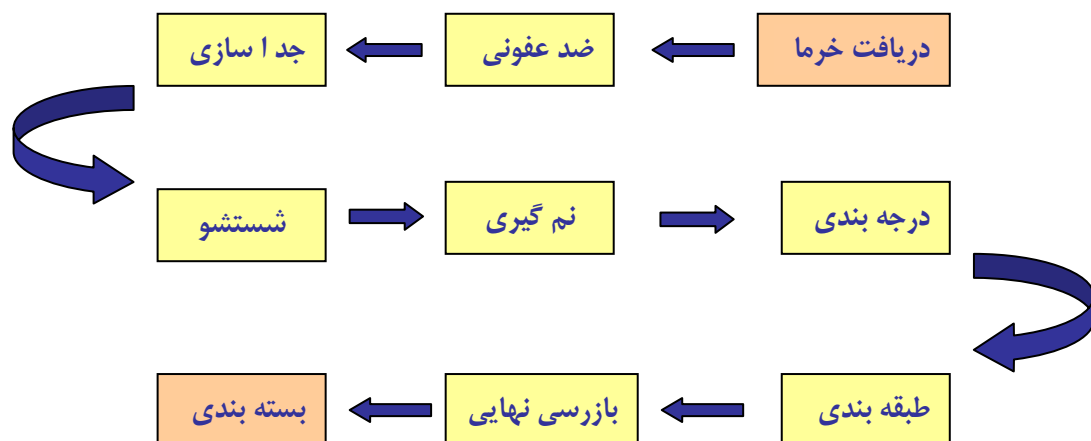 دریافت خرما
ضد عفونی
جد ا سازی
شستشو
نم گیری
درجه بندی
طبقه بندی
بازرسی نهایی
بسته بندی